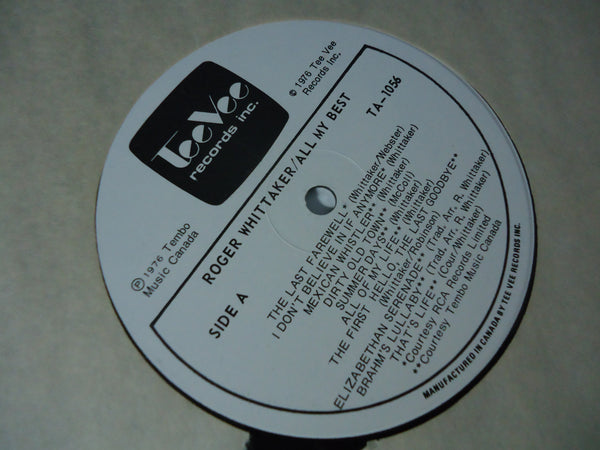 TeeVee
records inc.
© 1976 Tee Vee
Records Inc.
℗ 1976 Tembo
Music Canada
ROGER WHITTAKER/ALL MY BEST
SIDE A
TA-1056
THE LAST FAREWELL* (Whittaker/Webster)
I DON'T BELIEVE IN IF ANYMORE* (Whittaker)
MEXICAN WHISTLER** (Whittaker)
DIRTY OLD TOWN** (McColl)
SUMMER DAYS** (Whittaker)
ALL OF MY LIFE** (Whittaker)
THE FIRST HELLO, THE LAST GOODBYE**
(Whittaker/Robinson)
ELIZABETHAN SERENADE* (Trad. Arr. R. Whittaker)
BRAHM'S LULLABY** (Trad. Arr. R. Whittaker)
THAT'S LIFE** (Cour/Whittaker)
*Courtesy RCA Records Limited
**Courtesy Tembo Music Canada
MANUFACTURED IN CANADA BY TEE VEE RECORDS INC.